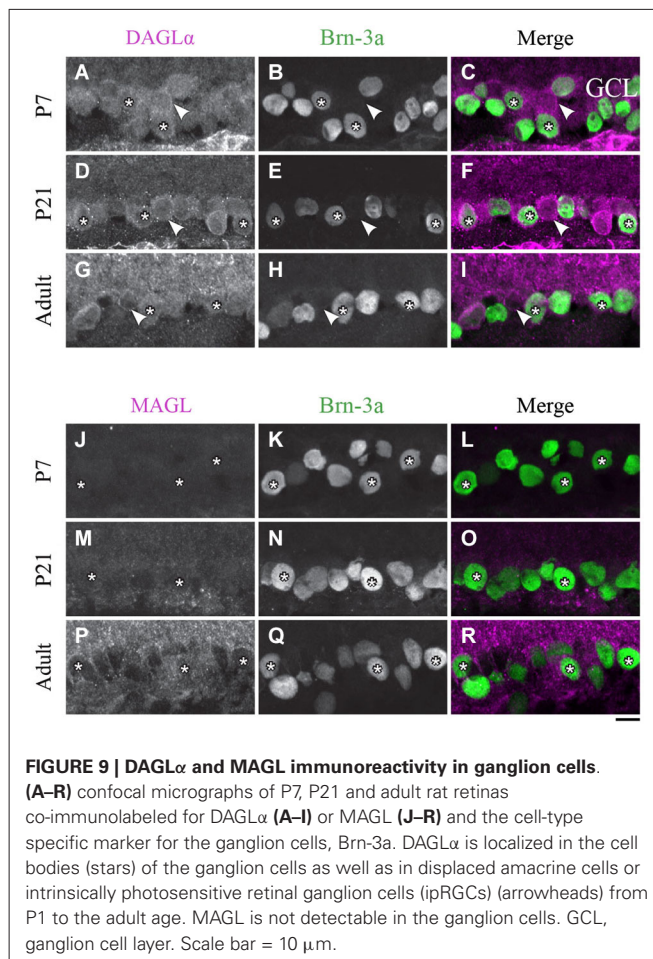 DAGLα Brn-3a Merge
P7 A B C GCL
* * * * * *
P21 D E F
* * * * * * * * *
Adult G H I
* * * * * *
MAGL Brn-3a Merge
P7 J K L
* * * * * * * * *
P21 M N O
* * * * * *
Adult P Q R
* * * * * * * * *
FIGURE 9 | DAGLα and MAGL immunoreactivity in ganglion cells.
(A–R) confocal micrographs of P7, P21 and adult rat retinas
co-immunolabeled for DAGLα (A–I) or MAGL (J–R) and the cell-type
specific marker for the ganglion cells, Brn-3a. DAGLα is localized in the cell
bodies (stars) of the ganglion cells as well as in displaced amacrine cells or
intrinsically photosensitive retinal ganglion cells (ipRGCs) (arrowheads) from
P1 to the adult age. MAGL is not detectable in the ganglion cells. GCL,
ganglion cell layer. Scale bar = 10 μm.